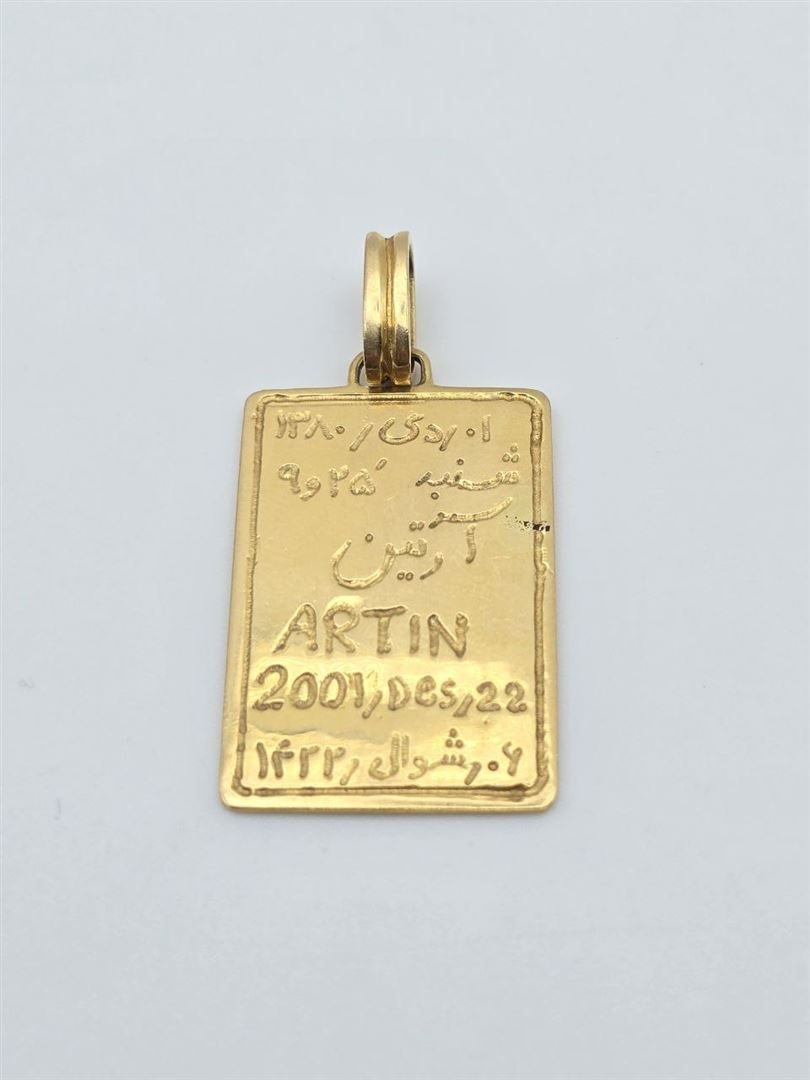 ۰۱,دی,۱۳۸۰
شنبه ۹و۲۵′
آرتین
ARTIN
2001,Des,22
۰۶,شوال,۱۴۲۲